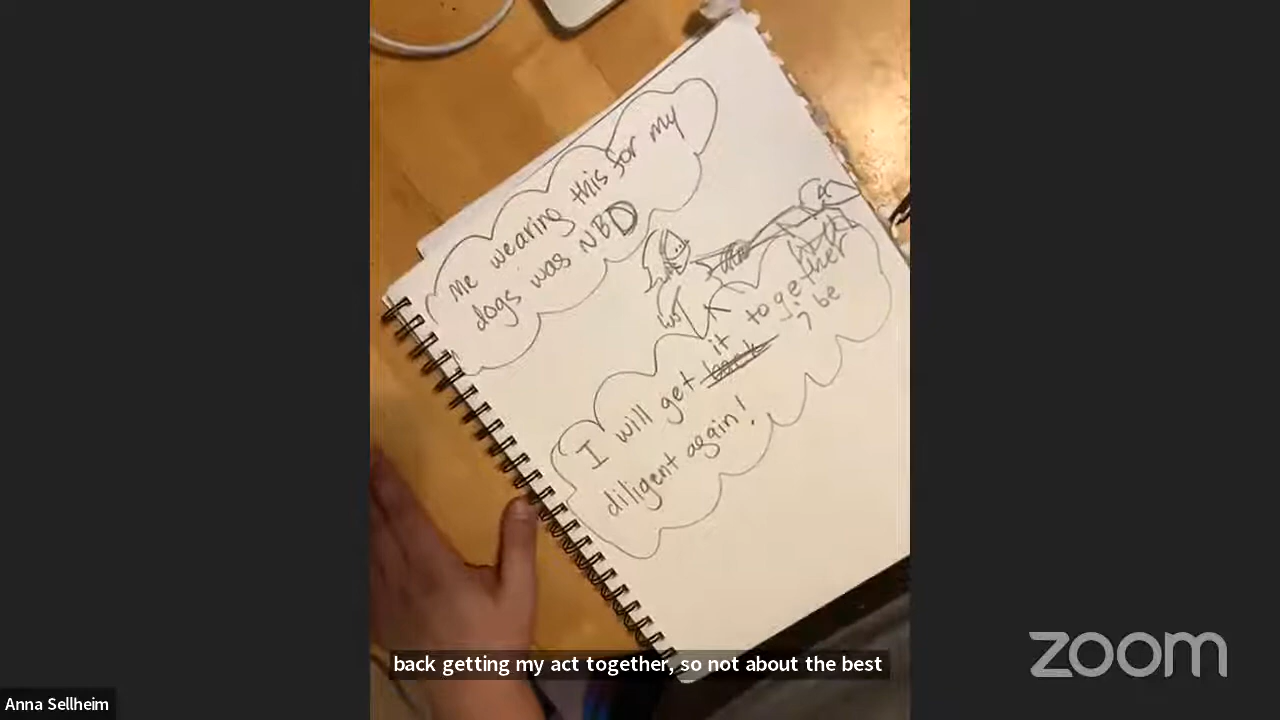 me wearing this for my
dogs was NBD
I will get it together
, be
diligent again!
back getting my act together, so not about the best
Anna Sellheim
zoom